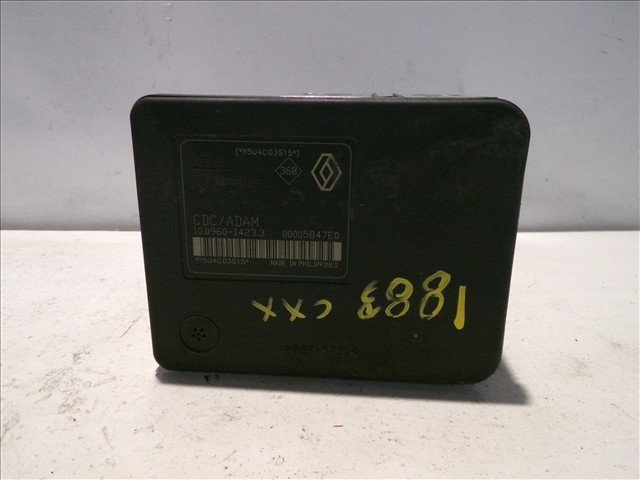 (*Y5U4C03S15*)
368
CDC/ADAM
10.0960-1423.3 00005847E0
*Y5U4C03S15* MADE IN PHILIPPINES
1883 CXX